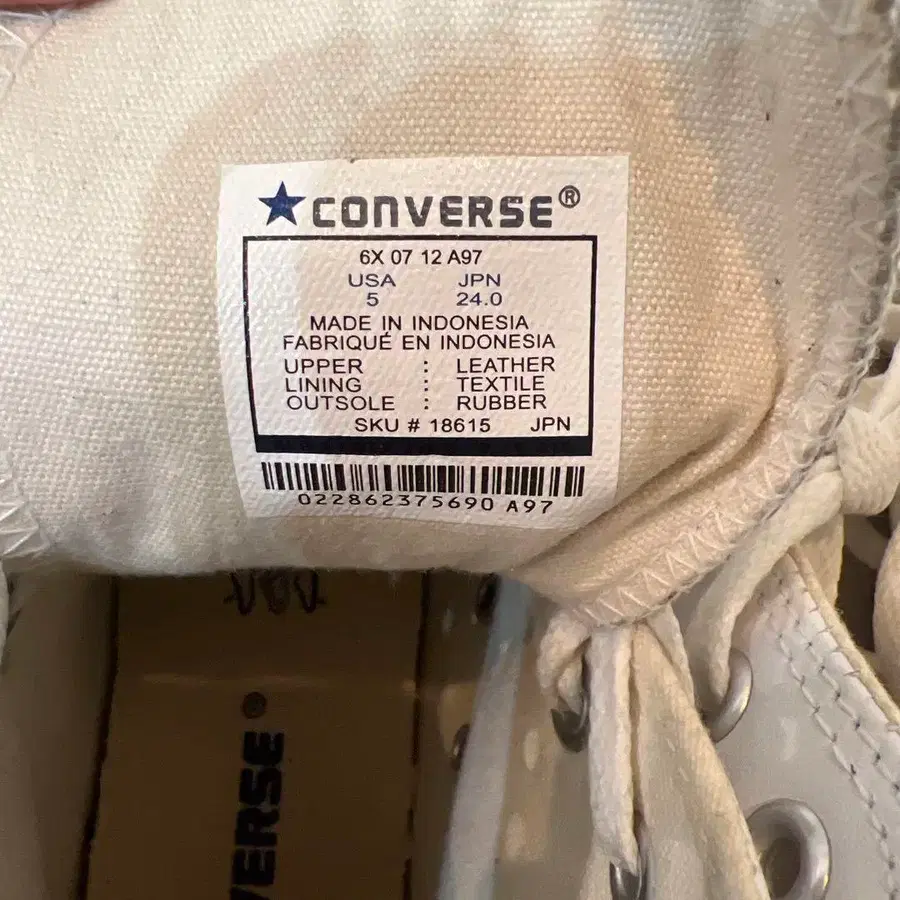 CONVERSE®
6X 07 12 A97
USA JPN
5 24.0
MADE IN INDONESIA
FABRIQUÉ EN INDONESIA
UPPER : LEATHER
LINING : TEXTILE
OUTSOLE : RUBBER
SKU # 18615 JPN
022862375690 A97
VERSE®